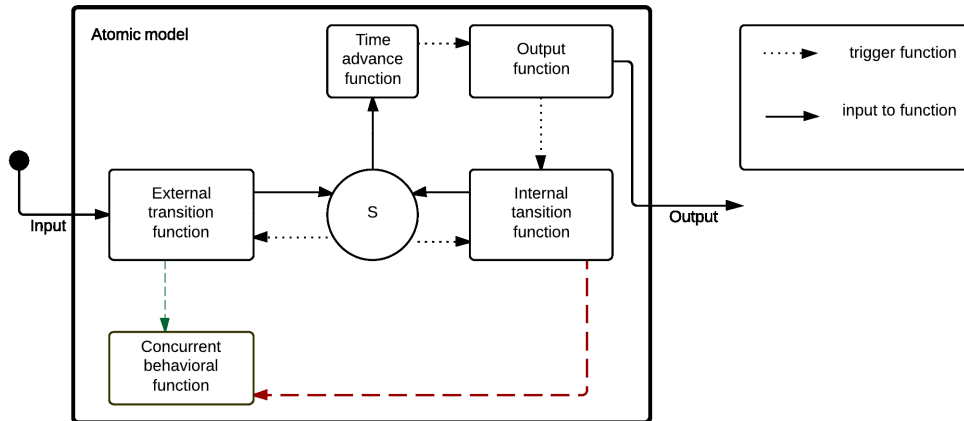 Atomic model
Time
advance
function
Output
function
trigger function
input to function
External
transition
function
S
Internal
tansition
function
Input
Output
Concurrent
behavioral
function